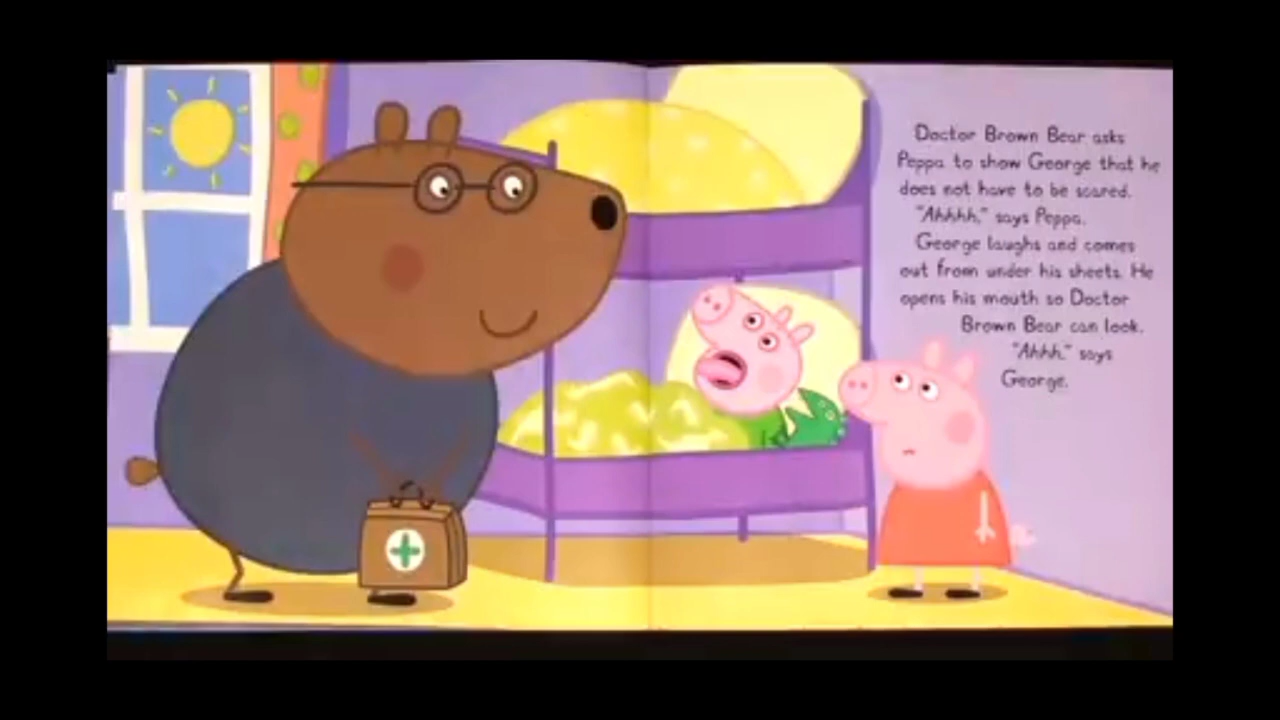 Doctor Brown Bear asks
Peppa to show George that he
does not have to be scared.
"Ahhhh," says Peppa.
George laughs and comes
out from under his sheets. He
opens his mouth so Doctor
Brown Bear can look.
"Ahhh," says
George.